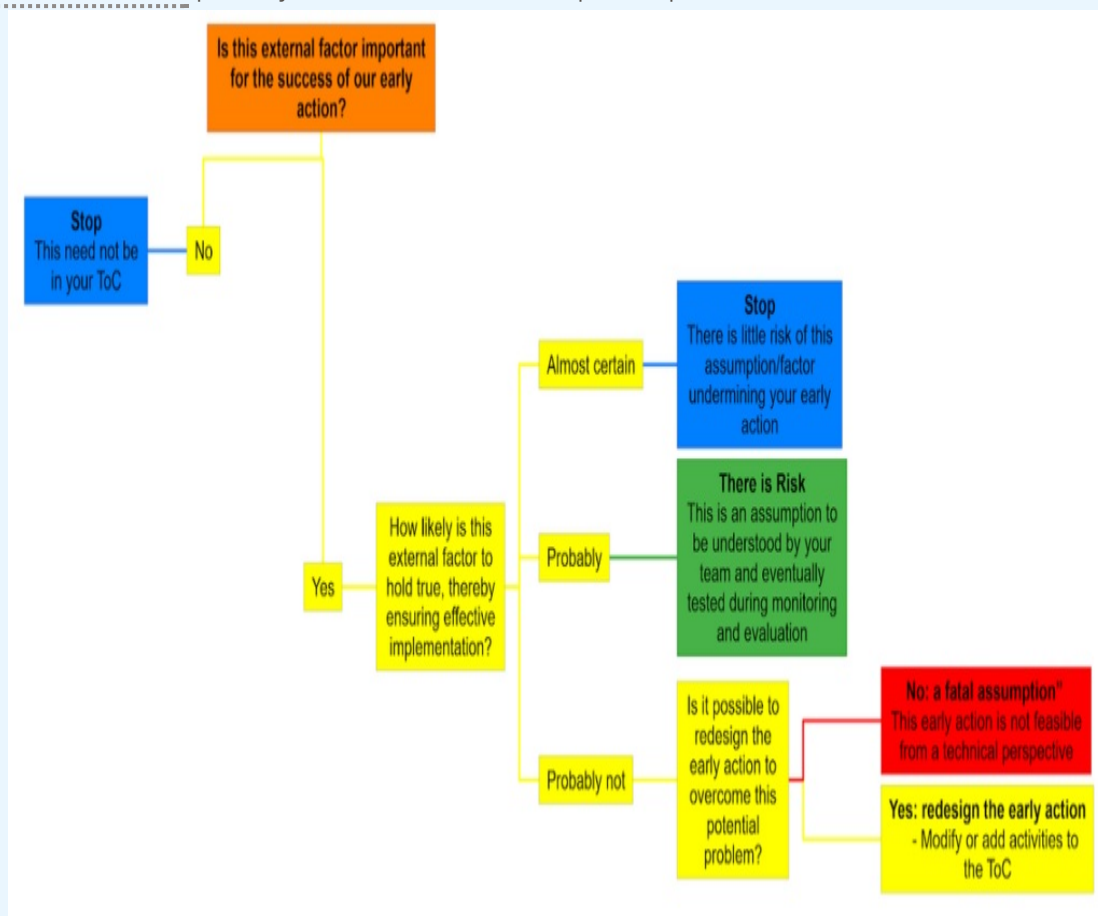 Is this external factor important
for the success of our early
action?
Stop
This need not be
in your ToC
No
Yes
How likely is this
external factor to
hold true, thereby
ensuring effective
implementation?
Almost certain
Stop
There is little risk of this
assumption/factor
undermining your early
action
Probably
There is Risk
This is an assumption to
be understood by your
team and eventually
tested during monitoring
and evaluation
Probably not
Is it possible to
redesign the
early action to
overcome this
potential
problem?
No: a fatal assumption"
This early action is not feasible
from a technical perspective
Yes: redesign the early action
- Modify or add activities to
the ToC